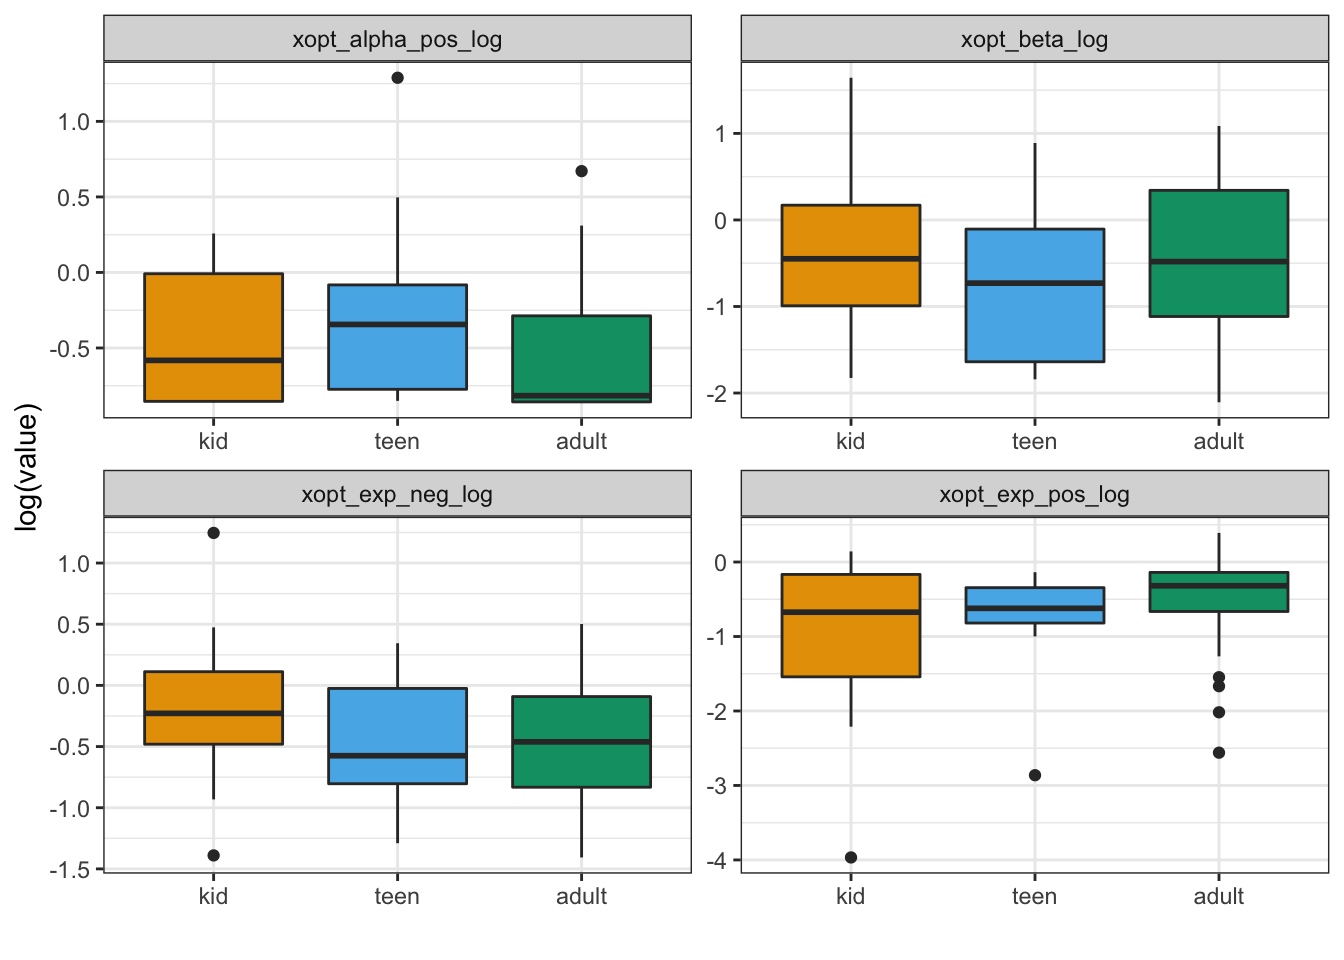 xopt_alpha_pos_log
xopt_beta_log
1.0
0.5
0.0
-0.5
1
0
-1
-2
kid
teen
adult
kid
teen
adult
log(value)
xopt_exp_neg_log
xopt_exp_pos_log
1.0
0.5
0.0
-0.5
-1.0
-1.5
0
-1
-2
-3
-4
kid
teen
adult
kid
teen
adult